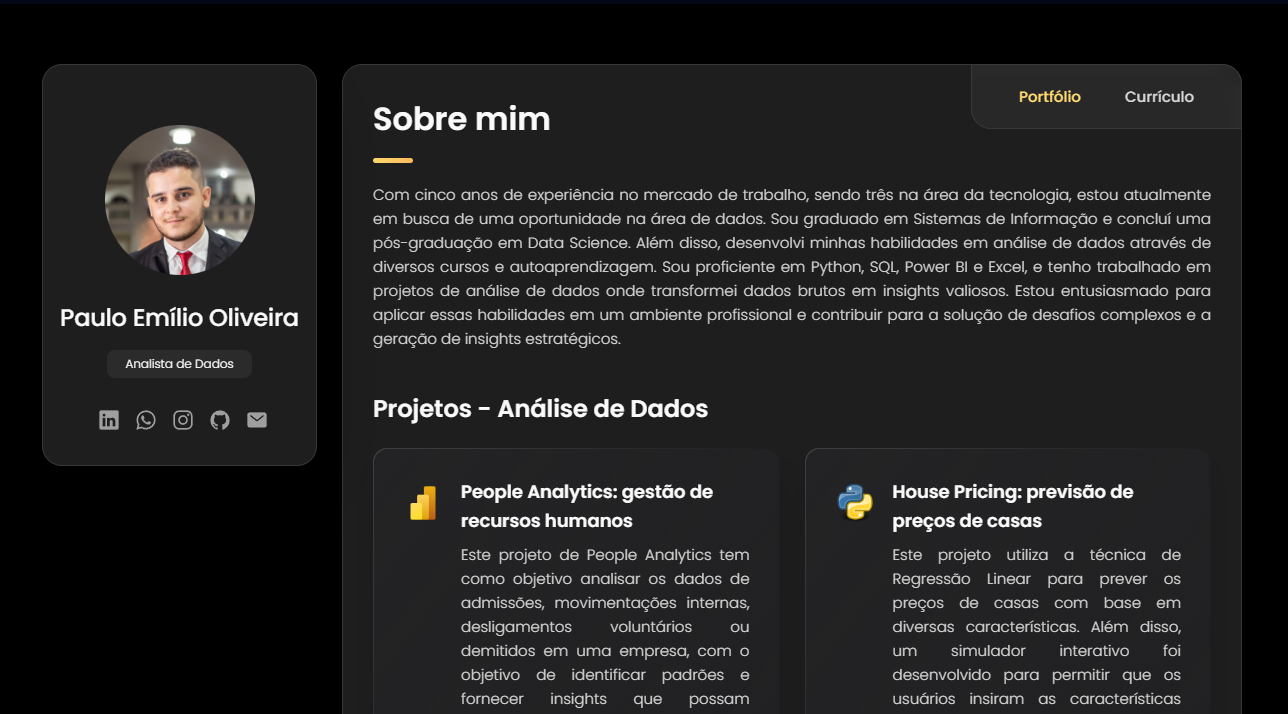 Paulo Emílio Oliveira
Analista de Dados
Portfólio
Currículo
Sobre mim
Com cinco anos de experiência no mercado de trabalho, sendo três na área da tecnologia, estou atualmente
em busca de uma oportunidade na área de dados. Sou graduado em Sistemas de Informação e concluí uma
pós-graduação em Data Science. Além disso, desenvolvi minhas habilidades em análise de dados através de
diversos cursos e autoaprendizagem. Sou proficiente em Python, SQL, Power BI e Excel, e tenho trabalhado em
projetos de análise de dados onde transformei dados brutos em insights valiosos. Estou entusiasmado para
aplicar essas habilidades em um ambiente profissional e contribuir para a solução de desafios complexos e a
geração de insights estratégicos.
Projetos - Análise de Dados
People Analytics: gestão de
recursos humanos
Este projeto de People Analytics tem
como objetivo analisar os dados de
admissões, movimentações internas,
desligamentos voluntários ou
demitidos em uma empresa, com o
objetivo de identificar padrões e
fornecer insights que possam
House Pricing: previsão de
preços de casas
Este projeto utiliza a técnica de
Regressão Linear para prever os
preços de casas com base em
diversas características. Além disso,
um simulador interativo foi
desenvolvido para permitir que os
usuários insiram as características